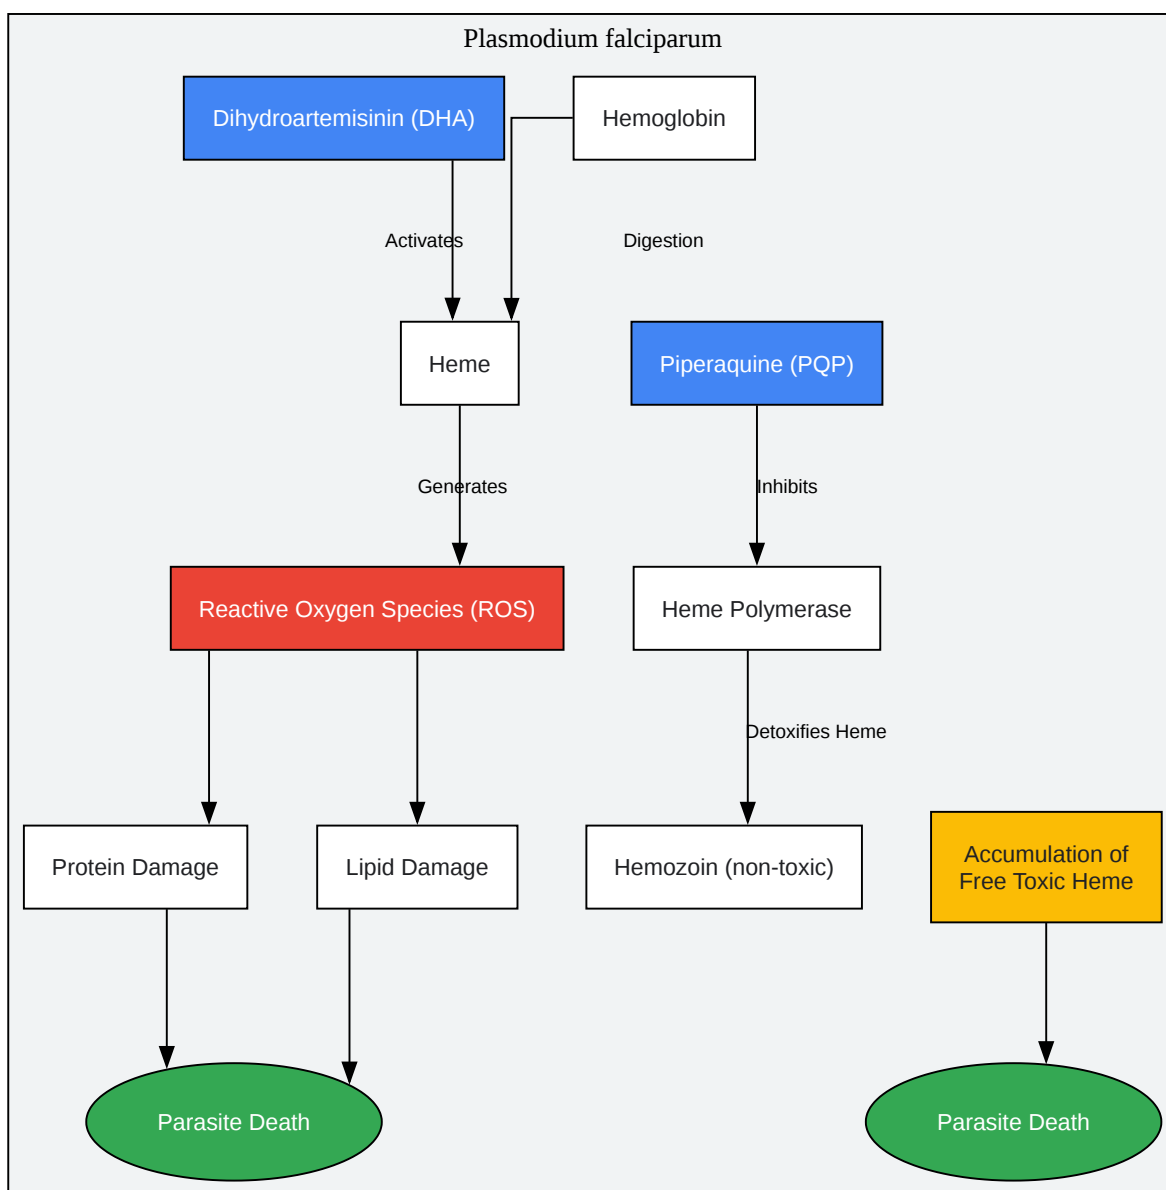 Plasmodium falciparum
Dihydroartemisinin (DHA)
Hemoglobin
Activates
Digestion
Heme
Piperaquine (PQP)
Generates
Inhibits
Reactive Oxygen Species (ROS)
Heme Polymerase
Detoxifies Heme
Protein Damage
Lipid Damage
Hemozoin (non-toxic)
Accumulation of
Free Toxic Heme
Parasite Death
Parasite Death